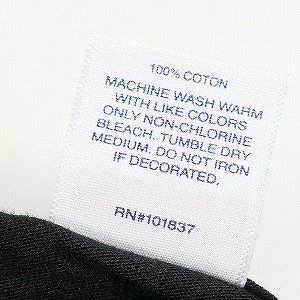 100% COTTON
MACHINE WASH WARM
WITH LIKE COLORS
ONLY NON-CHLORINE
BLEACH. TUMBLE DRY
MEDIUM. DO NOT IRON
IF DECORATED.
RN#101837